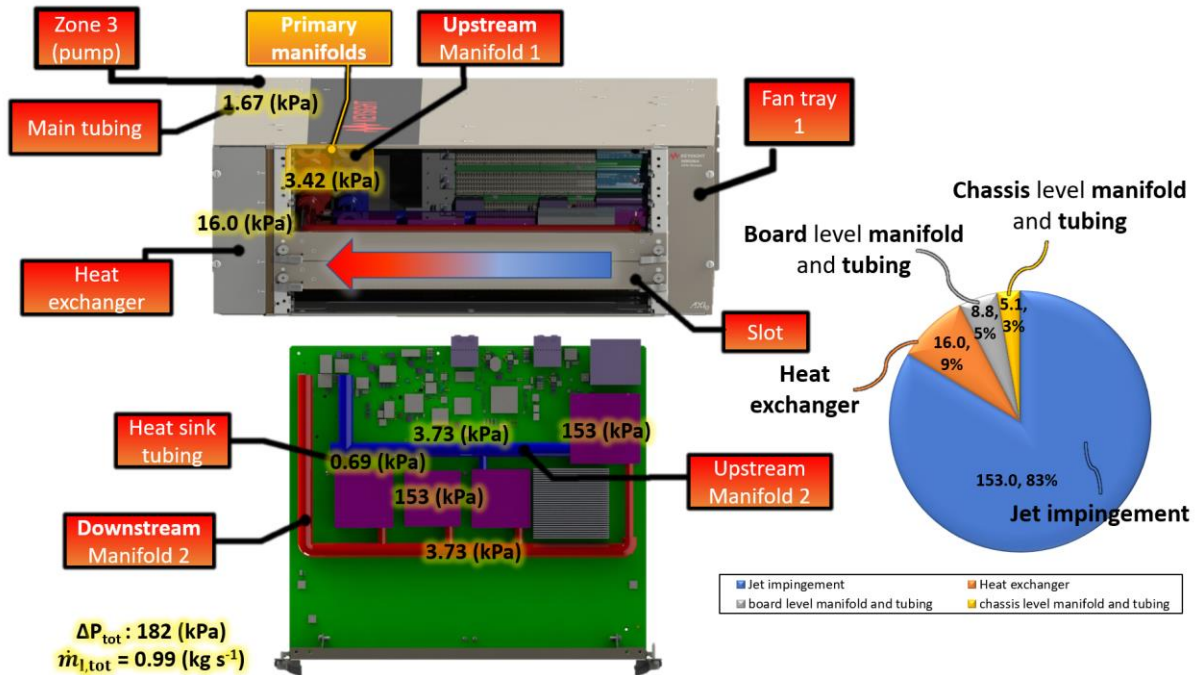 Zone 3
(pump)
Primary
manifolds
Upstream
Manifold 1
Main tubing
1.67 (kPa)
Fan tray
1
3.42 (kPa)
16.0 (kPa)
Heat
exchanger
Slot
Chassis level manifold
and tubing
Board level manifold
and tubing
8.8,
5%
5.1,
3%
16.0,
9%
Heat
exchanger
153.0, 83%
Jet impingement
Jet impingement
Heat exchanger
board level manifold and tubing
chassis level manifold and tubing
Heat sink
tubing
3.73 (kPa)
153 (kPa)
0.69 (kPa)
153 (kPa)
Upstream
Manifold 2
Downstream
Manifold 2
3.73 (kPa)
ΔPtot : 182 (kPa)
ṁl,tot = 0.99 (kg s-1)